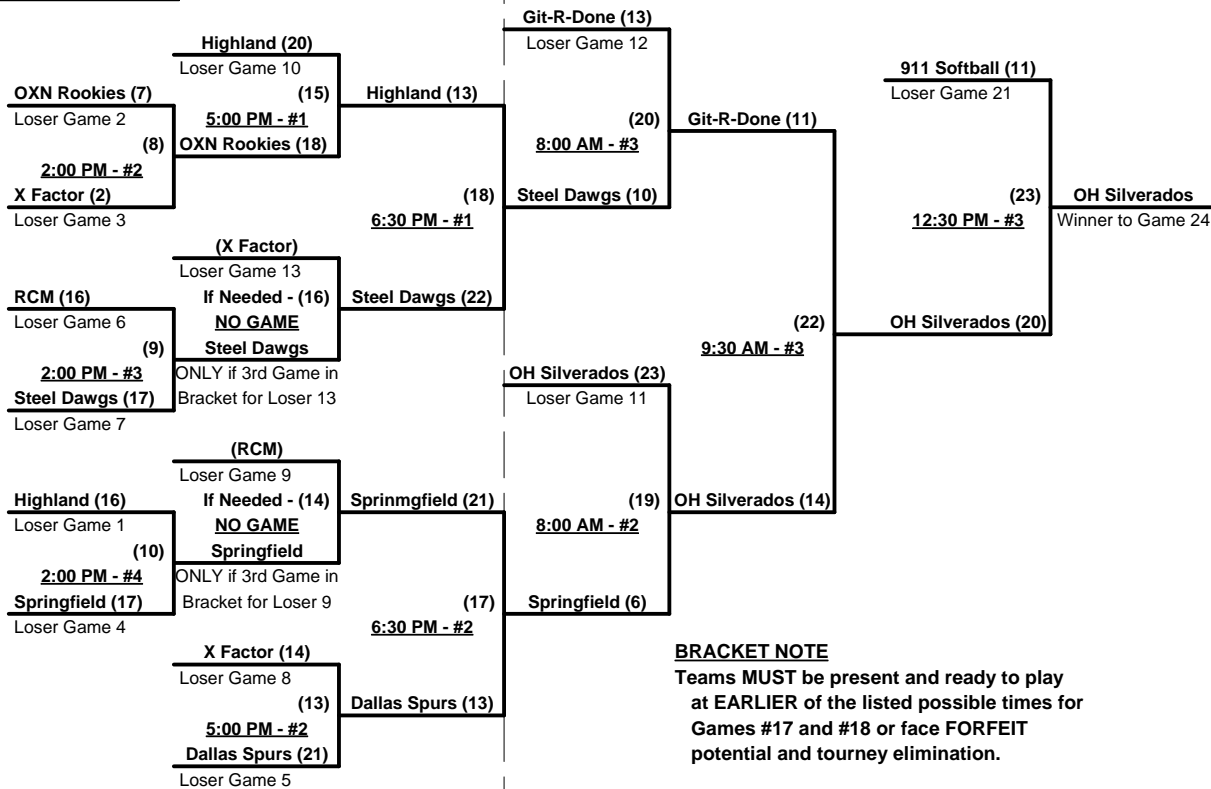 Git-R-Done (13)
Loser Game 12
Highland (20)
Loser Game 10
911 Softball (11)
Loser Game 21
OXN Rookies (7)
Loser Game 2
(15)
5:00 PM - #1
Highland (13)
(8)
2:00 PM - #2
OXN Rookies (18)
(20)
8:00 AM - #3
Git-R-Done (11)
X Factor (2)
Loser Game 3
(18)
6:30 PM - #1
Steel Dawgs (10)
(23)
12:30 PM - #3
OH Silverados
Winner to Game 24
(X Factor)
Loser Game 13
RCM (16)
Loser Game 6
If Needed - (16)
NO GAME
Steel Dawgs (22)
(9)
2:00 PM - #3
Steel Dawgs
ONLY if 3rd Game in
Bracket for Loser 13
(22)
9:30 AM - #3
OH Silverados (20)
Steel Dawgs (17)
Loser Game 7
OH Silverados (23)
Loser Game 11
(RCM)
Loser Game 9
Highland (16)
Loser Game 1
If Needed - (14)
NO GAME
Sprinmgfield (21)
(19)
8:00 AM - #2
OH Silverados (14)
(10)
2:00 PM - #4
Springfield
ONLY if 3rd Game in
Bracket for Loser 9
Springfield (17)
Loser Game 4
(17)
6:30 PM - #2
Springfield (6)
X Factor (14)
Loser Game 8
(13)
5:00 PM - #2
Dallas Spurs (13)
Dallas Spurs (21)
Loser Game 5
BRACKET NOTE
Teams MUST be present and ready to play
at EARLIER of the listed possible times for
Games #17 and #18 or face FORFEIT
potential and tourney elimination.